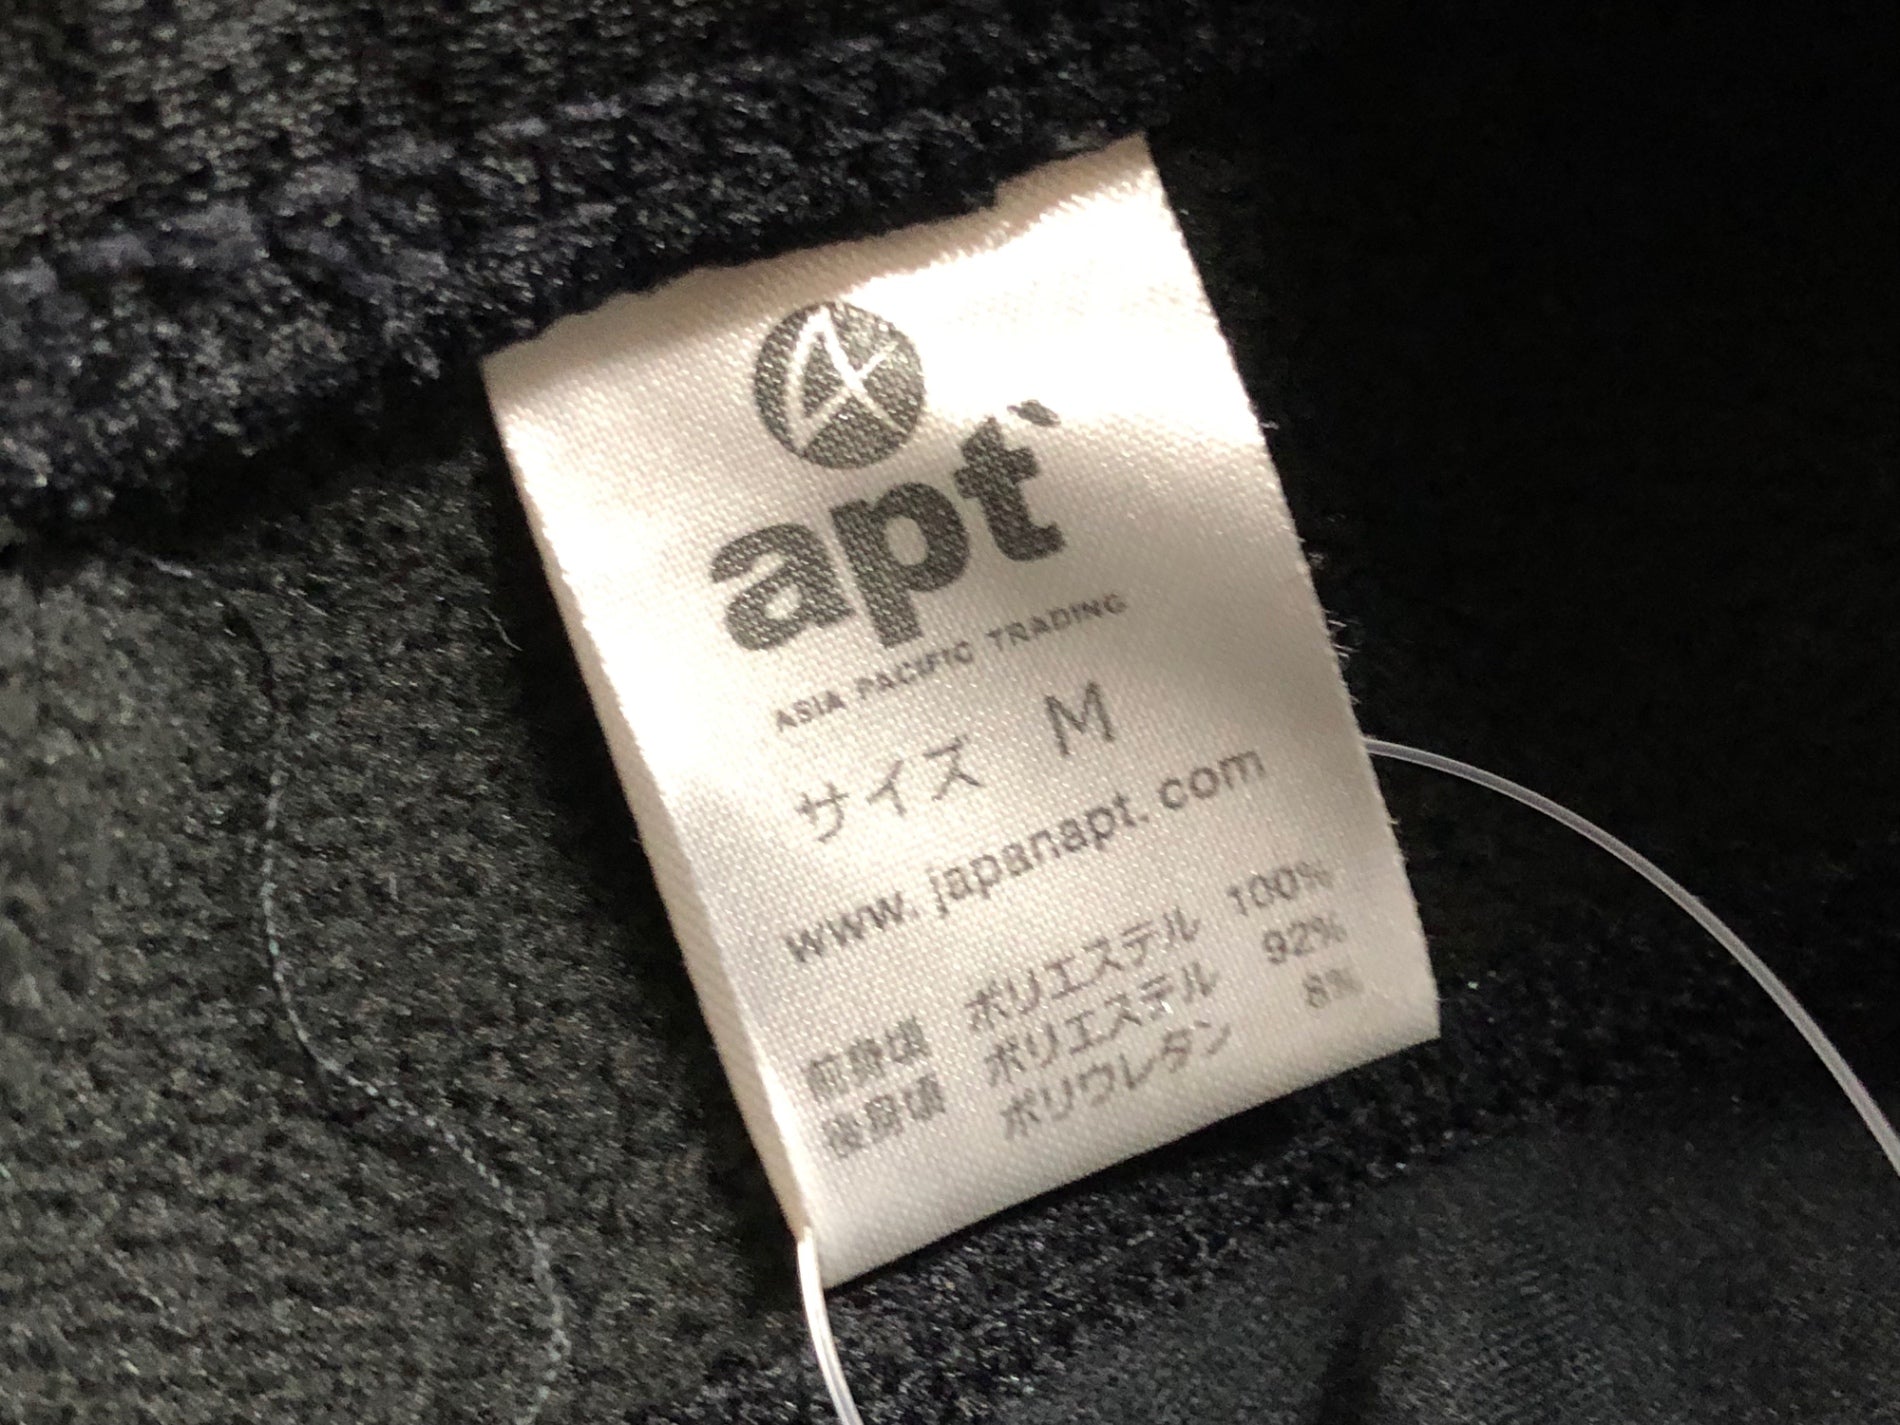 apt'
ASIA PACIFIC TRADING
サイズ M
www.japanapt.com
前身頃 ポリエステル 100%
後身頃 ポリエステル 92%
ポリウレタン 8%